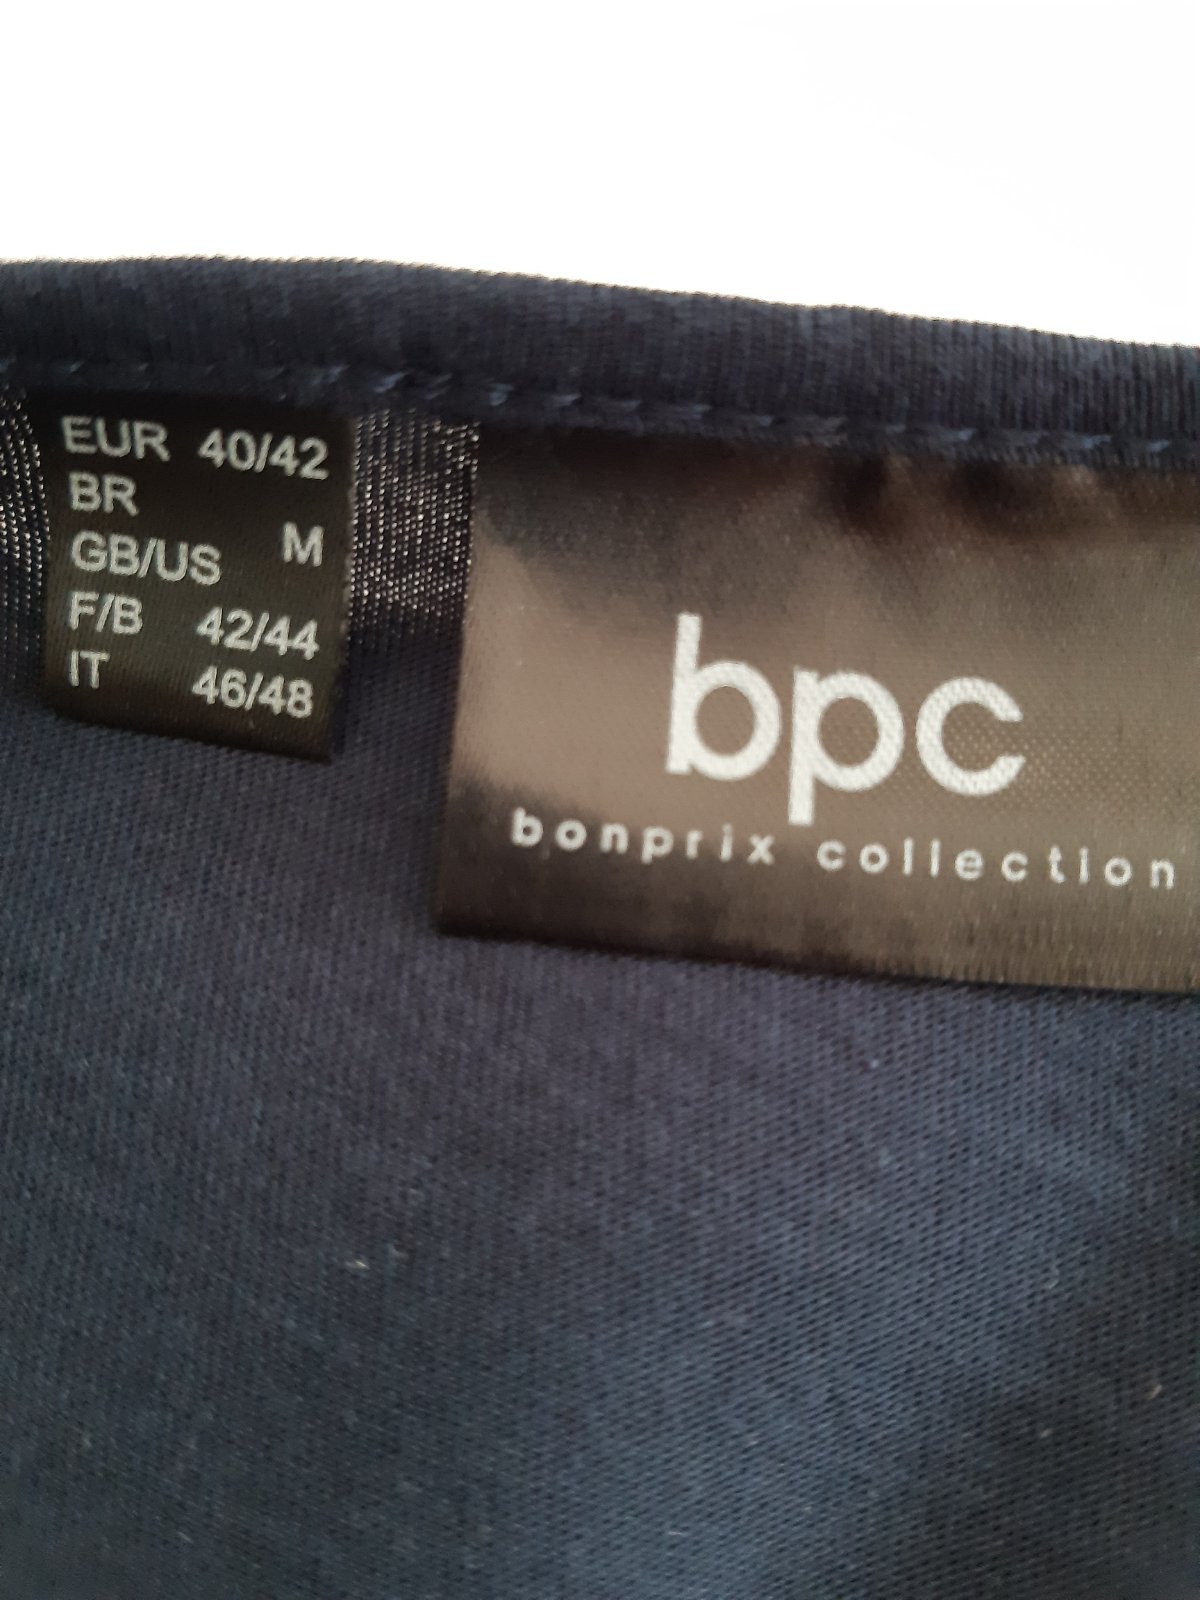 EUR 40/42
BR
GB/US M
F/B 42/44
IT 46/48
bpc
bonprix collection